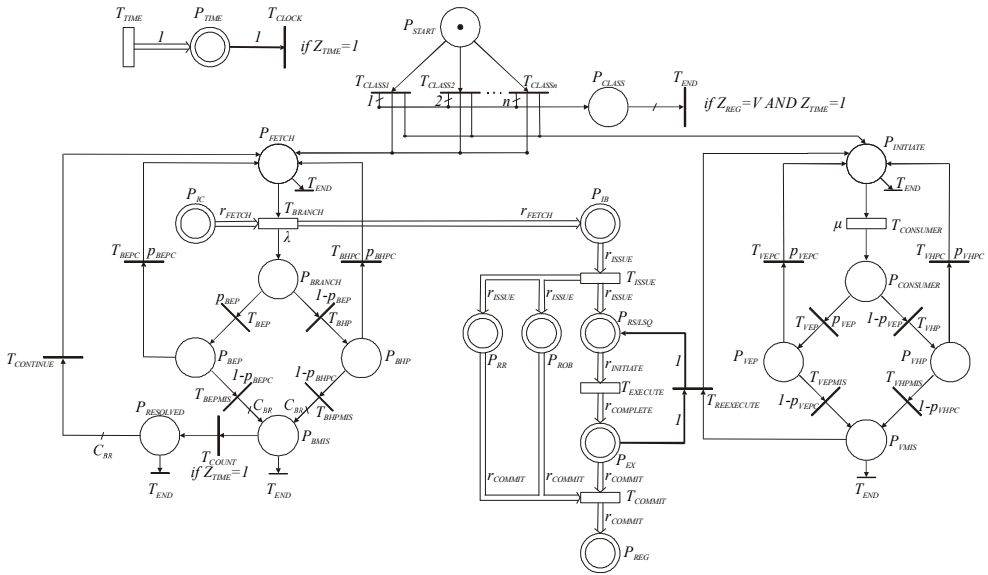 T_TIME P_TIME T_CLOCK
1 1 if Z_TIME=1
P_START
T_CLASS1 T_CLASS2 ... T_CLASSn P_CLASS T_END
1 2 n if Z_REG=V AND Z_TIME=1
P_FETCH P_INITIATE
T_END T_END
P_IC r_FETCH T_BRANCH r_FETCH P_IB
λ μ T_CONSUMER
T_BEPC p_BEPC T_BHPC p_BHPC r_ISSUE T_VEPC p_VEPC T_VHPC p_VHPC
P_BRANCH T_ISSUE P_CONSUMER
p_BEP 1-p_BEP r_ISSUE r_ISSUE r_ISSUE
T_BEP T_BHP P_RS/LSQ T_VEP p_VEP 1-p_VEP T_VHP
T_CONTINUE P_BEP P_BHP P_RR P_ROB r_INITIATE 1 P_VEP P_VHP
1-p_BEPC 1-p_BHPC T_EXECUTE T_VEPMIS T_VHPMIS
T_BEPMIS C_BR C_BR T_BHPMIS r_COMPLETE T_REEXECUTE 1-p_VEPC 1-p_VHPC
P_RESOLVED P_BMIS 1 P_VMIS
C_BR T_COUNT P_EX
if Z_TIME=1 r_COMMIT r_COMMIT r_COMMIT
T_END T_END T_COMMIT T_END
r_COMMIT
P_REG